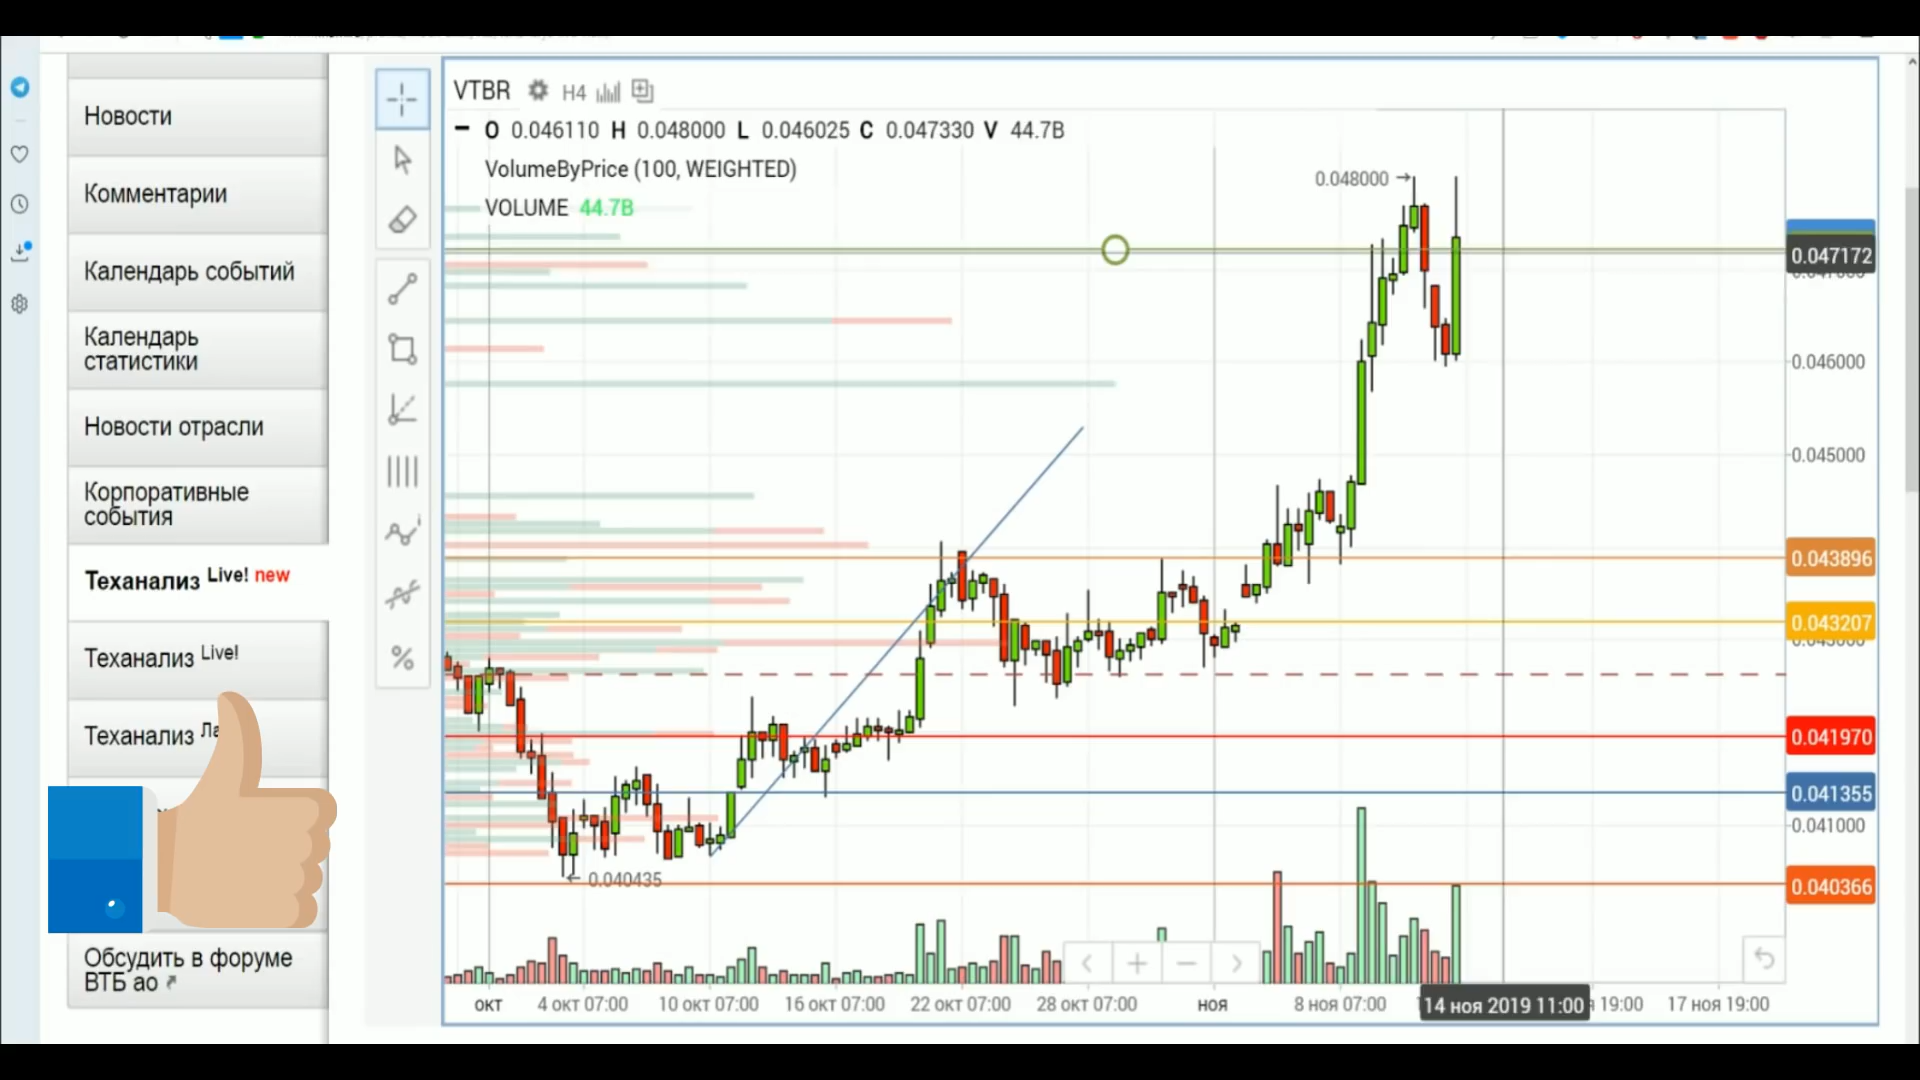 Новости
Комментарии
Календарь событий
Календарь
статистики
Новости отрасли
Корпоративные
события
Теханализ Live! new
Теханализ Live!
Теханализ
Обсудить в форуме
ВТБ ао
VTBR H4
O 0.046110 H 0.048000 L 0.046025 C 0.047330 V 44.7B
VolumeByPrice (100, WEIGHTED)
VOLUME 44.7B
0.048000 →
← 0.040435
0.047172
0.046000
0.045000
0.043896
0.043207
0.041970
0.041355
0.041000
0.040366
окт 4 окт 07:00 10 окт 07:00 16 окт 07:00 22 окт 07:00 28 окт 07:00 ноя 8 ноя 07:00 14 ноя 2019 11:00 19:00 17 ноя 19:00